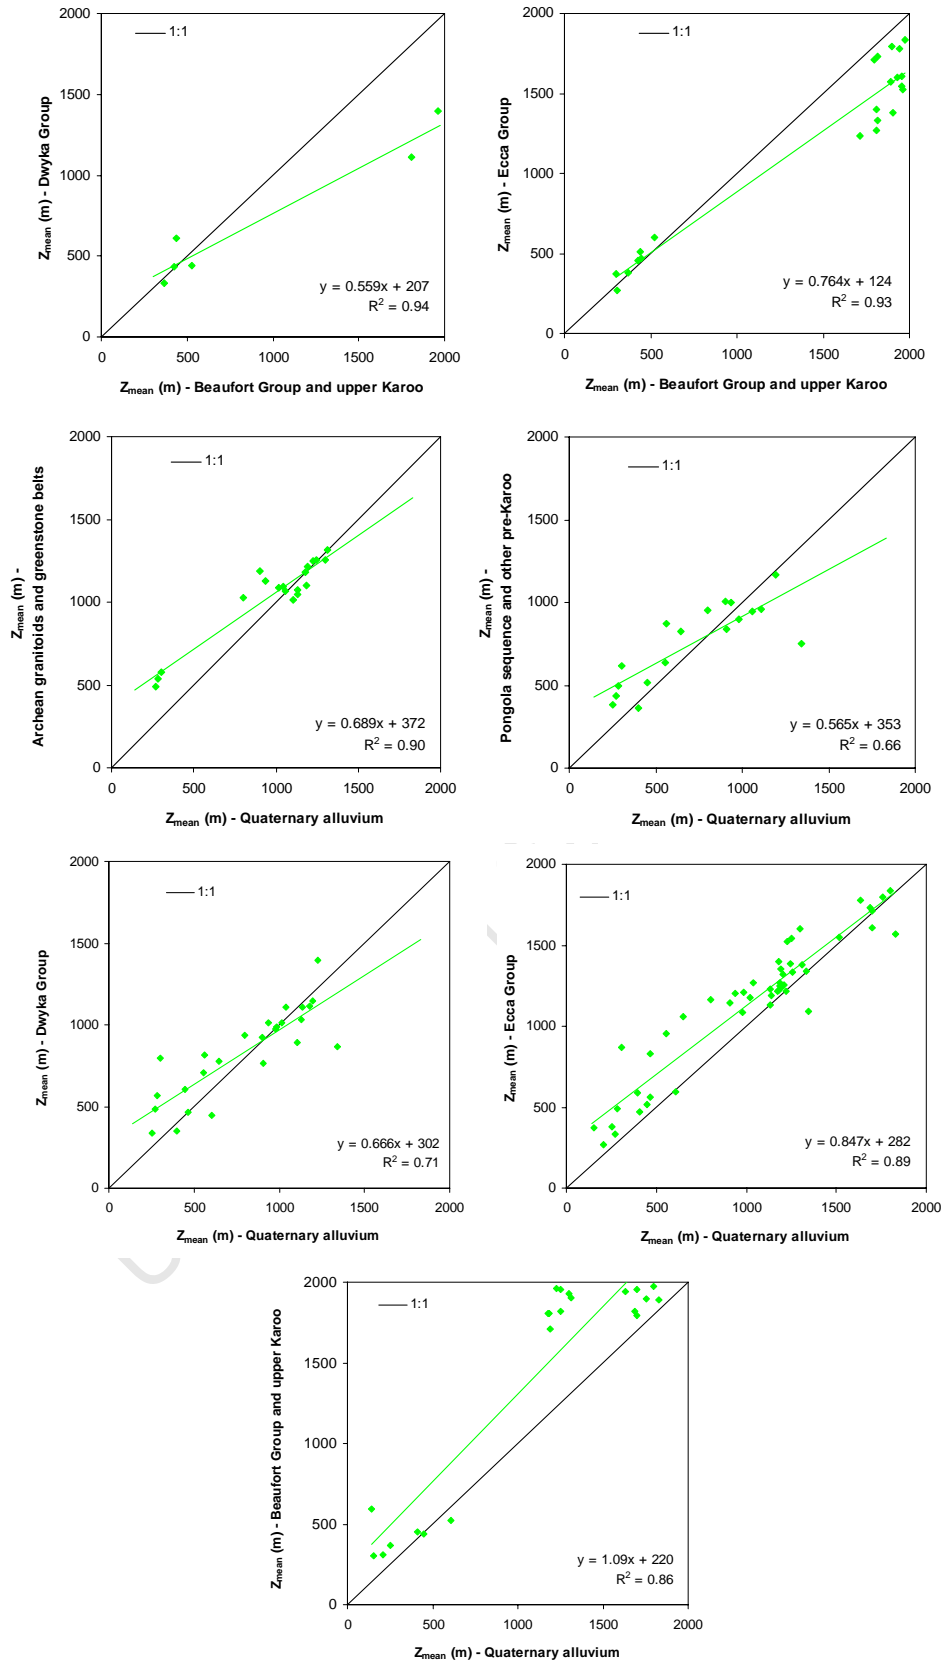 2000
1500
1000
500
0
1:1
Zmean (m) - Dwyka Group
y = 0.559x + 207
R2 = 0.94
0 500 1000 1500 2000
Zmean (m) - Beaufort Group and upper Karoo
2000
1500
1000
500
0
1:1
Zmean (m) - Ecca Group
y = 0.764x + 124
R2 = 0.93
0 500 1000 1500 2000
Zmean (m) - Beaufort Group and upper Karoo
2000
1500
1000
500
0
1:1
Zmean (m) -
Archean granitoids and greenstone belts
y = 0.689x + 372
R2 = 0.90
0 500 1000 1500 2000
Zmean (m) - Quaternary alluvium
2000
1500
1000
500
0
1:1
Zmean (m) -
Pongola sequence and other pre-Karoo
y = 0.565x + 353
R2 = 0.66
0 500 1000 1500 2000
Zmean (m) - Quaternary alluvium
2000
1500
1000
500
0
1:1
Zmean (m) - Dwyka Group
y = 0.666x + 302
R2 = 0.71
0 500 1000 1500 2000
Zmean (m) - Quaternary alluvium
2000
1500
1000
500
0
1:1
Zmean (m) - Ecca Group
y = 0.847x + 282
R2 = 0.89
0 500 1000 1500 2000
Zmean (m) - Quaternary alluvium
2000
1500
1000
500
0
1:1
Zmean (m) - Beaufort Group and upper Karoo
y = 1.09x + 220
R2 = 0.86
0 500 1000 1500 2000
Zmean (m) - Quaternary alluvium